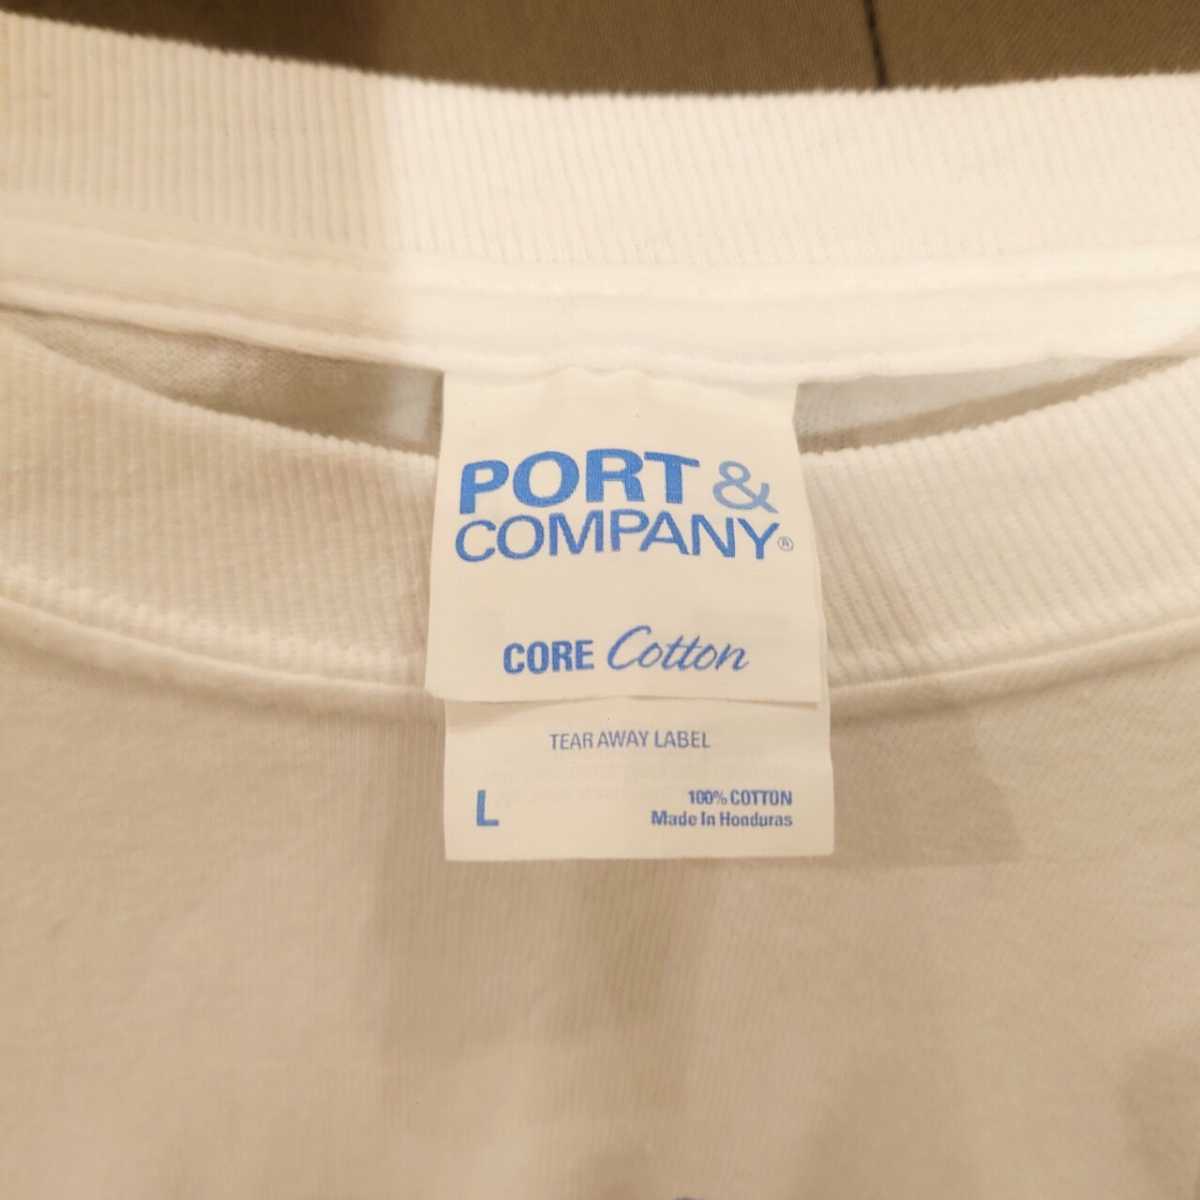 PORT &
COMPANY®
CORE Cotton
TEAR AWAY LABEL
L
100% COTTON
Made In Honduras